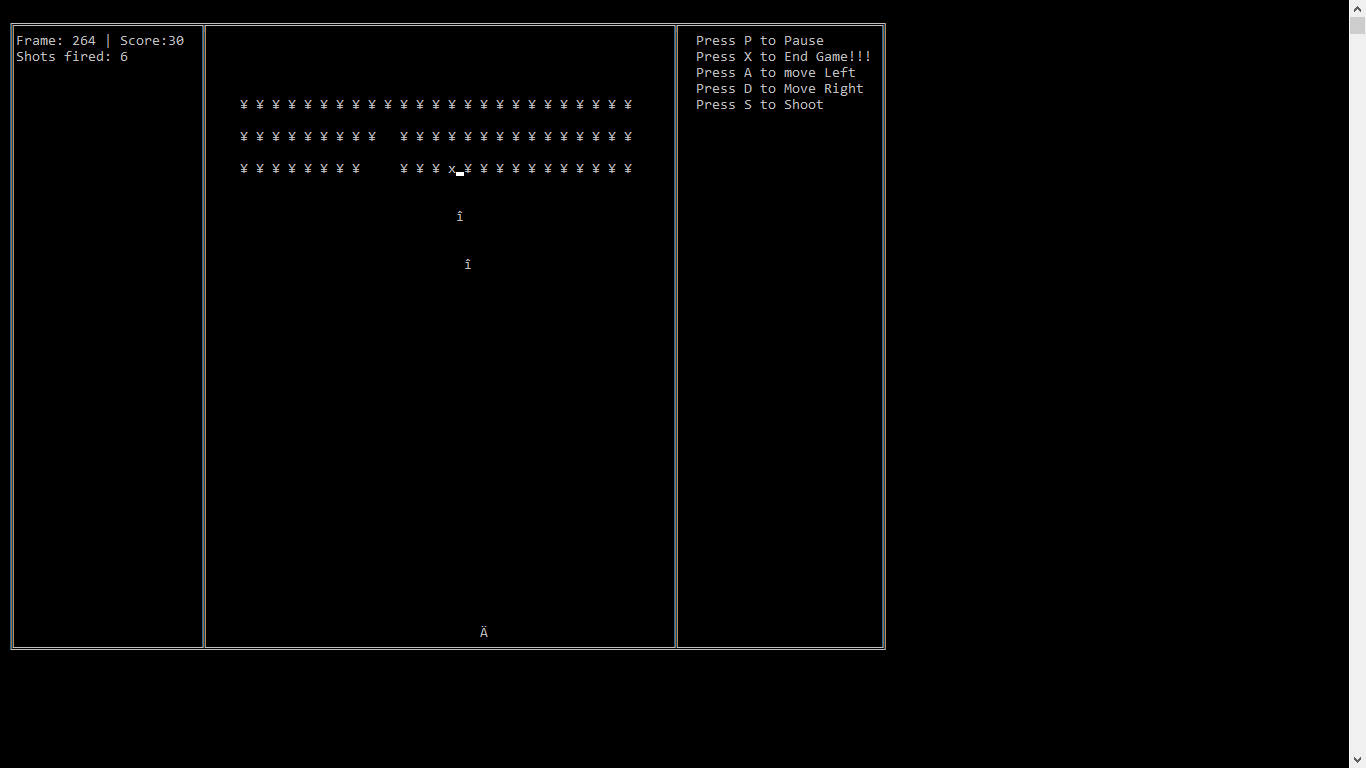 Frame: 264 | Score:30
Shots fired: 6
¥ ¥ ¥ ¥ ¥ ¥ ¥ ¥ ¥ ¥ ¥ ¥ ¥ ¥ ¥ ¥ ¥ ¥ ¥ ¥ ¥ ¥ ¥ ¥ ¥
¥ ¥ ¥ ¥ ¥ ¥ ¥ ¥ ¥   ¥ ¥ ¥ ¥ ¥ ¥ ¥ ¥ ¥ ¥ ¥ ¥ ¥ ¥ ¥
¥ ¥ ¥ ¥ ¥ ¥ ¥ ¥     ¥ ¥ ¥ x_¥ ¥ ¥ ¥ ¥ ¥ ¥ ¥ ¥ ¥ ¥
î
î
Ä
Press P to Pause
Press X to End Game!!!
Press A to move Left
Press D to Move Right
Press S to Shoot